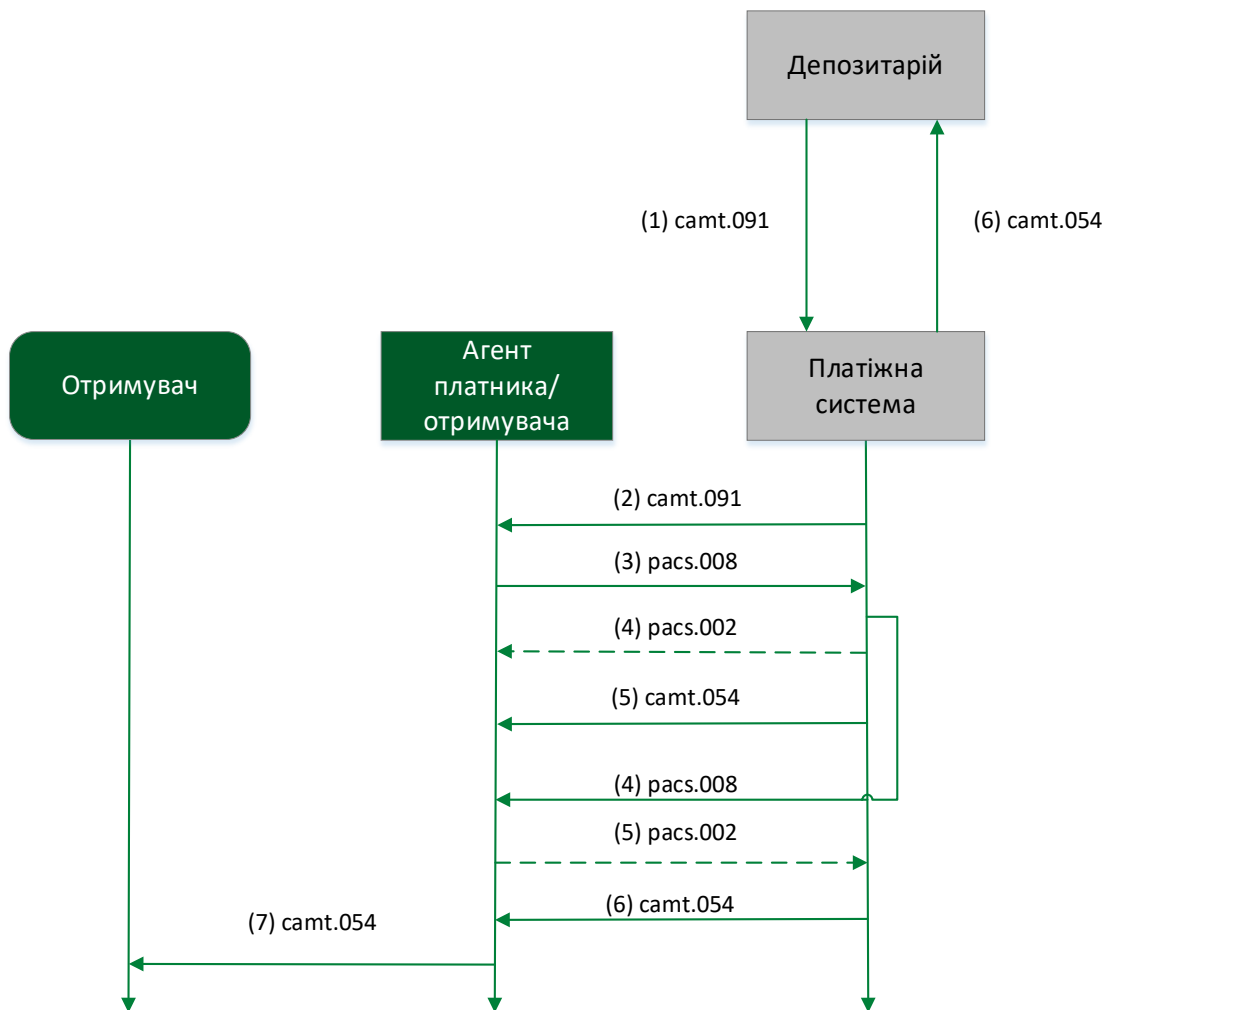 Депозитарій
(1) camt.091
(6) camt.054
Отримувач
Агент
платника/
отримувача
Платіжна
система
(2) camt.091
(3) pacs.008
(4) pacs.002
(5) camt.054
(4) pacs.008
(5) pacs.002
(6) camt.054
(7) camt.054